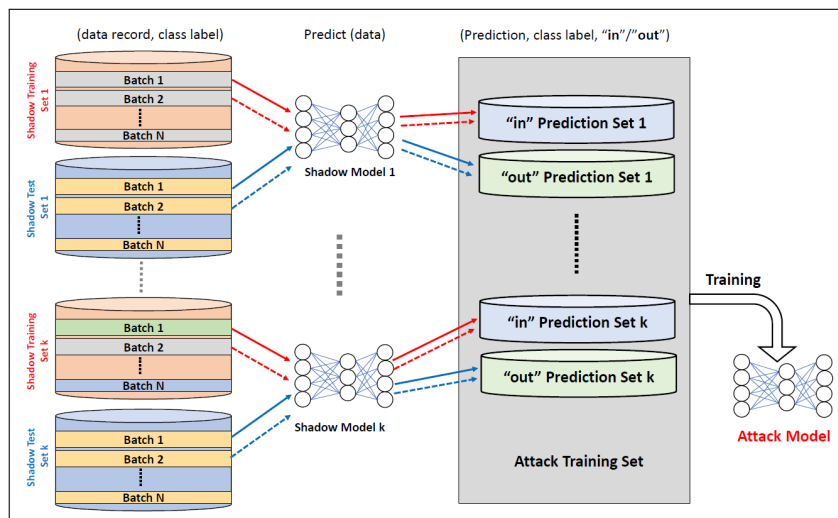 (data record, class label)
Predict (data)
(Prediction, class label, “in”/”out”)
Shadow Training
Set 1
Batch 1
Batch 2
Batch N
Shadow Test
Set 1
Batch 1
Batch 2
Batch N
Shadow Model 1
“in” Prediction Set 1
“out” Prediction Set 1
Shadow Training
Set k
Batch 1
Batch 2
Batch N
Shadow Test
Set k
Batch 1
Batch 2
Batch N
Shadow Model k
“in” Prediction Set k
“out” Prediction Set k
Attack Training Set
Training
Attack Model